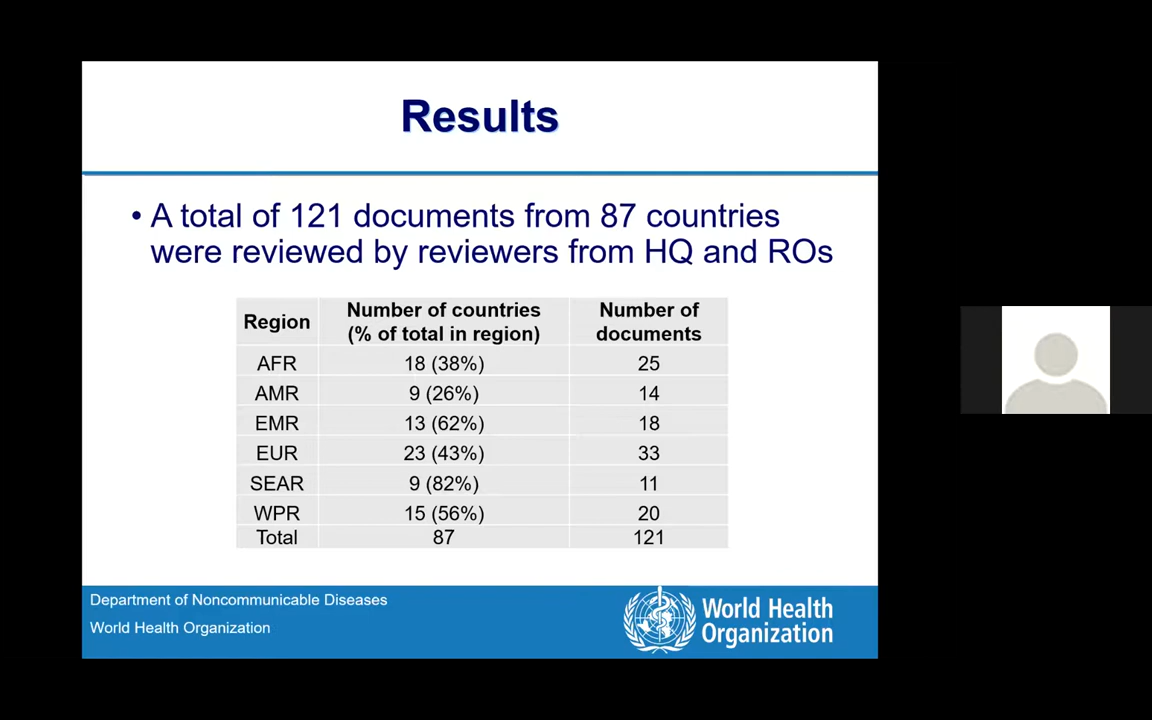 Results
• A total of 121 documents from 87 countries
were reviewed by reviewers from HQ and ROs
Region Number of countries (% of total in region) Number of documents
AFR 18 (38%) 25
AMR 9 (26%) 14
EMR 13 (62%) 18
EUR 23 (43%) 33
SEAR 9 (82%) 11
WPR 15 (56%) 20
Total 87 121
Department of Noncommunicable Diseases
World Health Organization
World Health
Organization